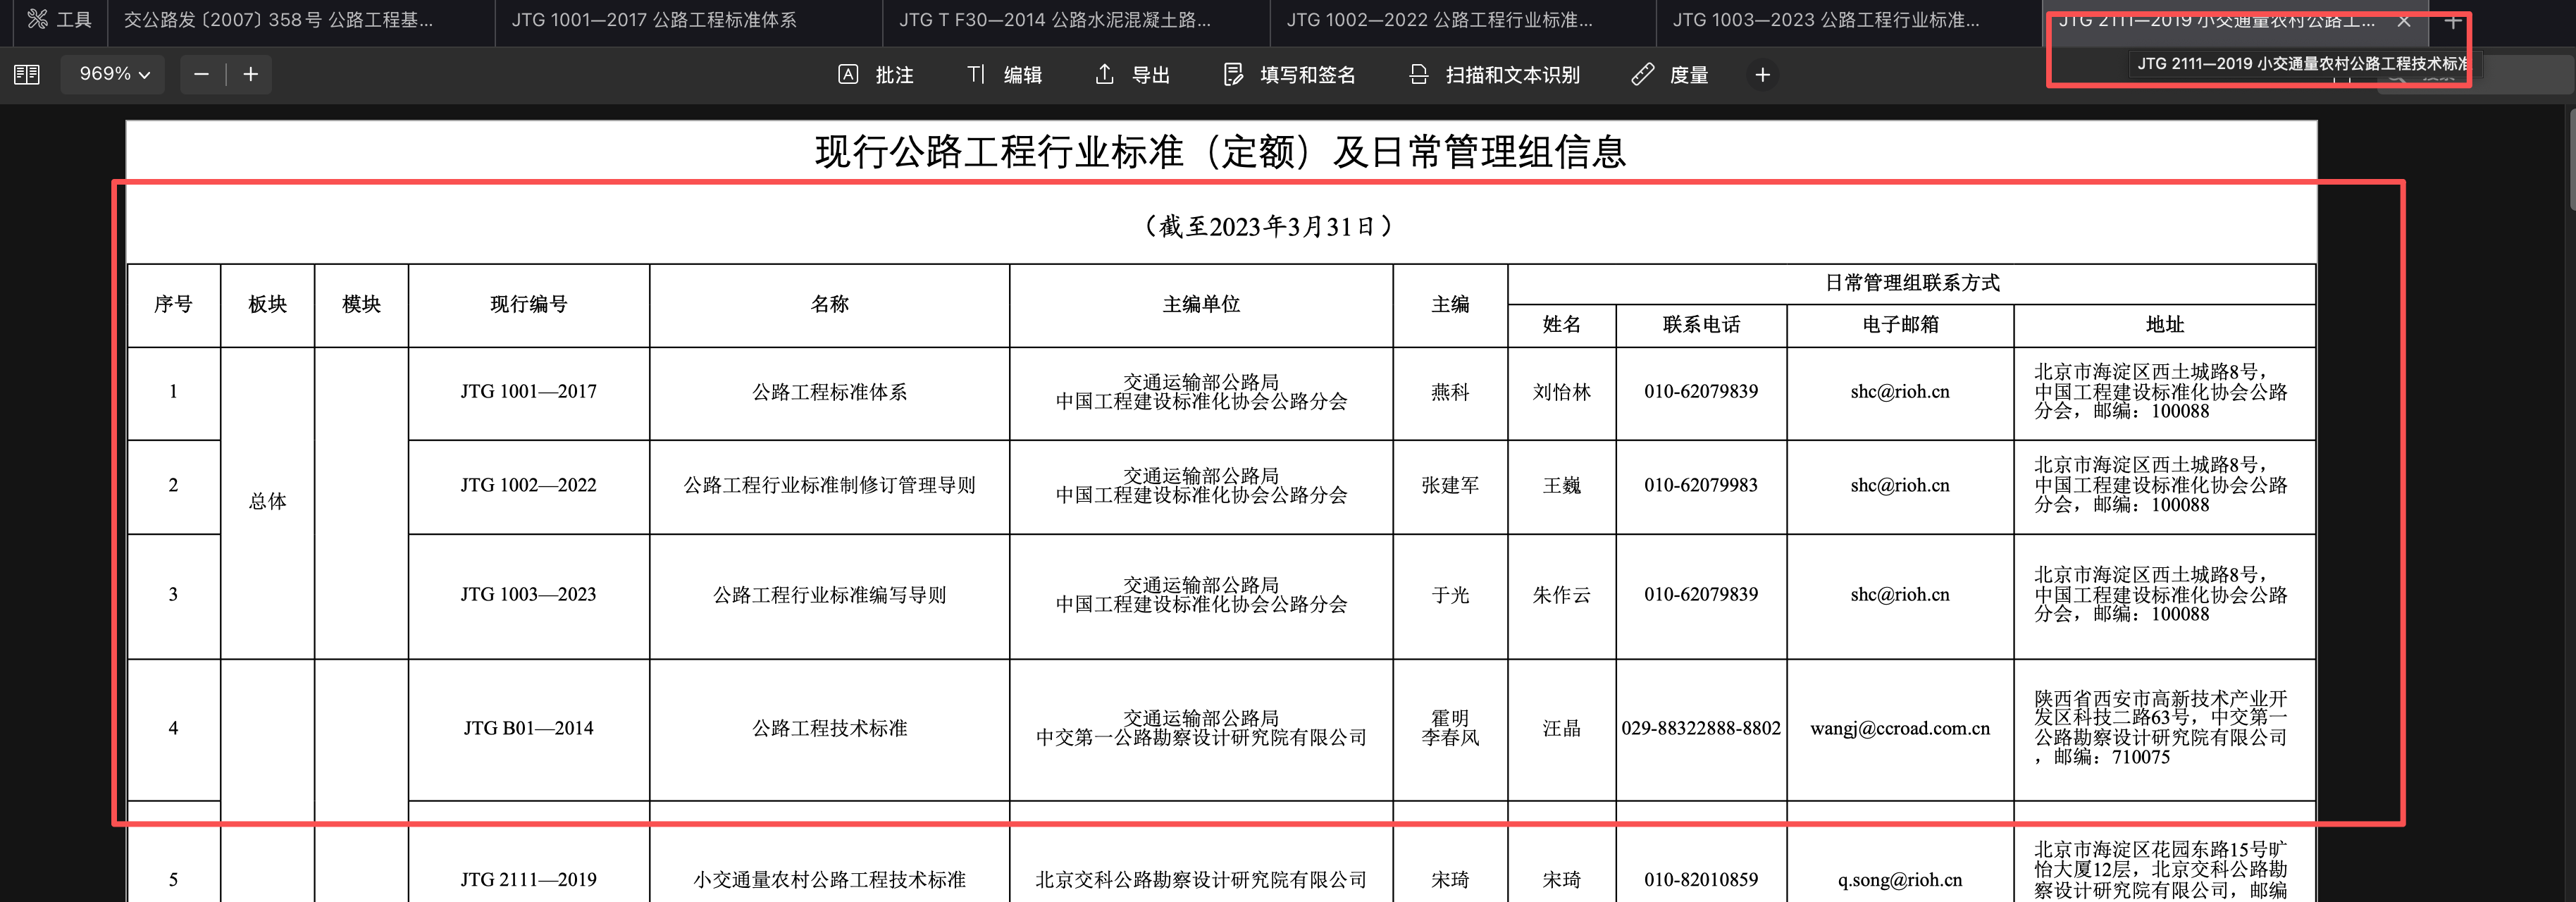 工具
交公路发〔2007〕358号 公路工程基...
JTG 1001—2017 公路工程标准体系
JTG T F30—2014 公路水泥混凝土路...
JTG 1002—2022 公路工程行业标准...
JTG 1003—2023 公路工程行业标准...
JTG 2111—2019 小交通量农村公路工...
969%
批注
编辑
导出
填写和签名
扫描和文本识别
度量
JTG 2111—2019 小交通量农村公路工程技术标准
现行公路工程行业标准（定额）及日常管理组信息
（截至2023年3月31日）
序号 板块 模块 现行编号 名称 主编单位 主编 日常管理组联系方式
姓名 联系电话 电子邮箱 地址
总体
1 JTG 1001—2017 公路工程标准体系 交通运输部公路局 燕科 刘怡林 010-62079839 shc@rioh.cn 北京市海淀区西土城路8号，
中国工程建设标准化协会公路分会 中国工程建设标准化协会公路
分会，邮编：100088
2 JTG 1002—2022 公路工程行业标准制修订管理导则 交通运输部公路局 张建军 王巍 010-62079983 shc@rioh.cn 北京市海淀区西土城路8号，
中国工程建设标准化协会公路分会 中国工程建设标准化协会公路
分会，邮编：100088
3 JTG 1003—2023 公路工程行业标准编写导则 交通运输部公路局 于光 朱作云 010-62079839 shc@rioh.cn 北京市海淀区西土城路8号，
中国工程建设标准化协会公路分会 中国工程建设标准化协会公路
分会，邮编：100088
4 JTG B01—2014 公路工程技术标准 交通运输部公路局 霍明 汪晶 029-88322888-8802 wangj@ccroad.com.cn 陕西省西安市高新技术产业开
中交第一公路勘察设计研究院有限公司 李春风 发区科技二路63号，中交第一
公路勘察设计研究院有限公司
，邮编：710075
5 JTG 2111—2019 小交通量农村公路工程技术标准 北京交科公路勘察设计研究院有限公司 宋琦 宋琦 010-82010859 q.song@rioh.cn 北京市海淀区花园东路15号旷
怡大厦12层，北京交科公路勘
察设计研究院有限公司，邮编